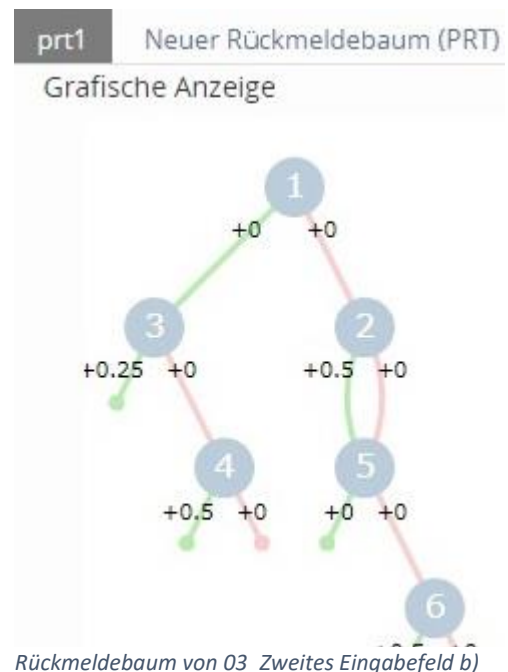 prt1 Neuer Rückmeldebaum (PRT)
Grafische Anzeige
1
+0 +0
3 2
+0.25 +0 +0.5 +0
4 5
+0.5 +0 +0 +0
6
Rückmeldebaum von 03 Zweites Eingabefeld b)